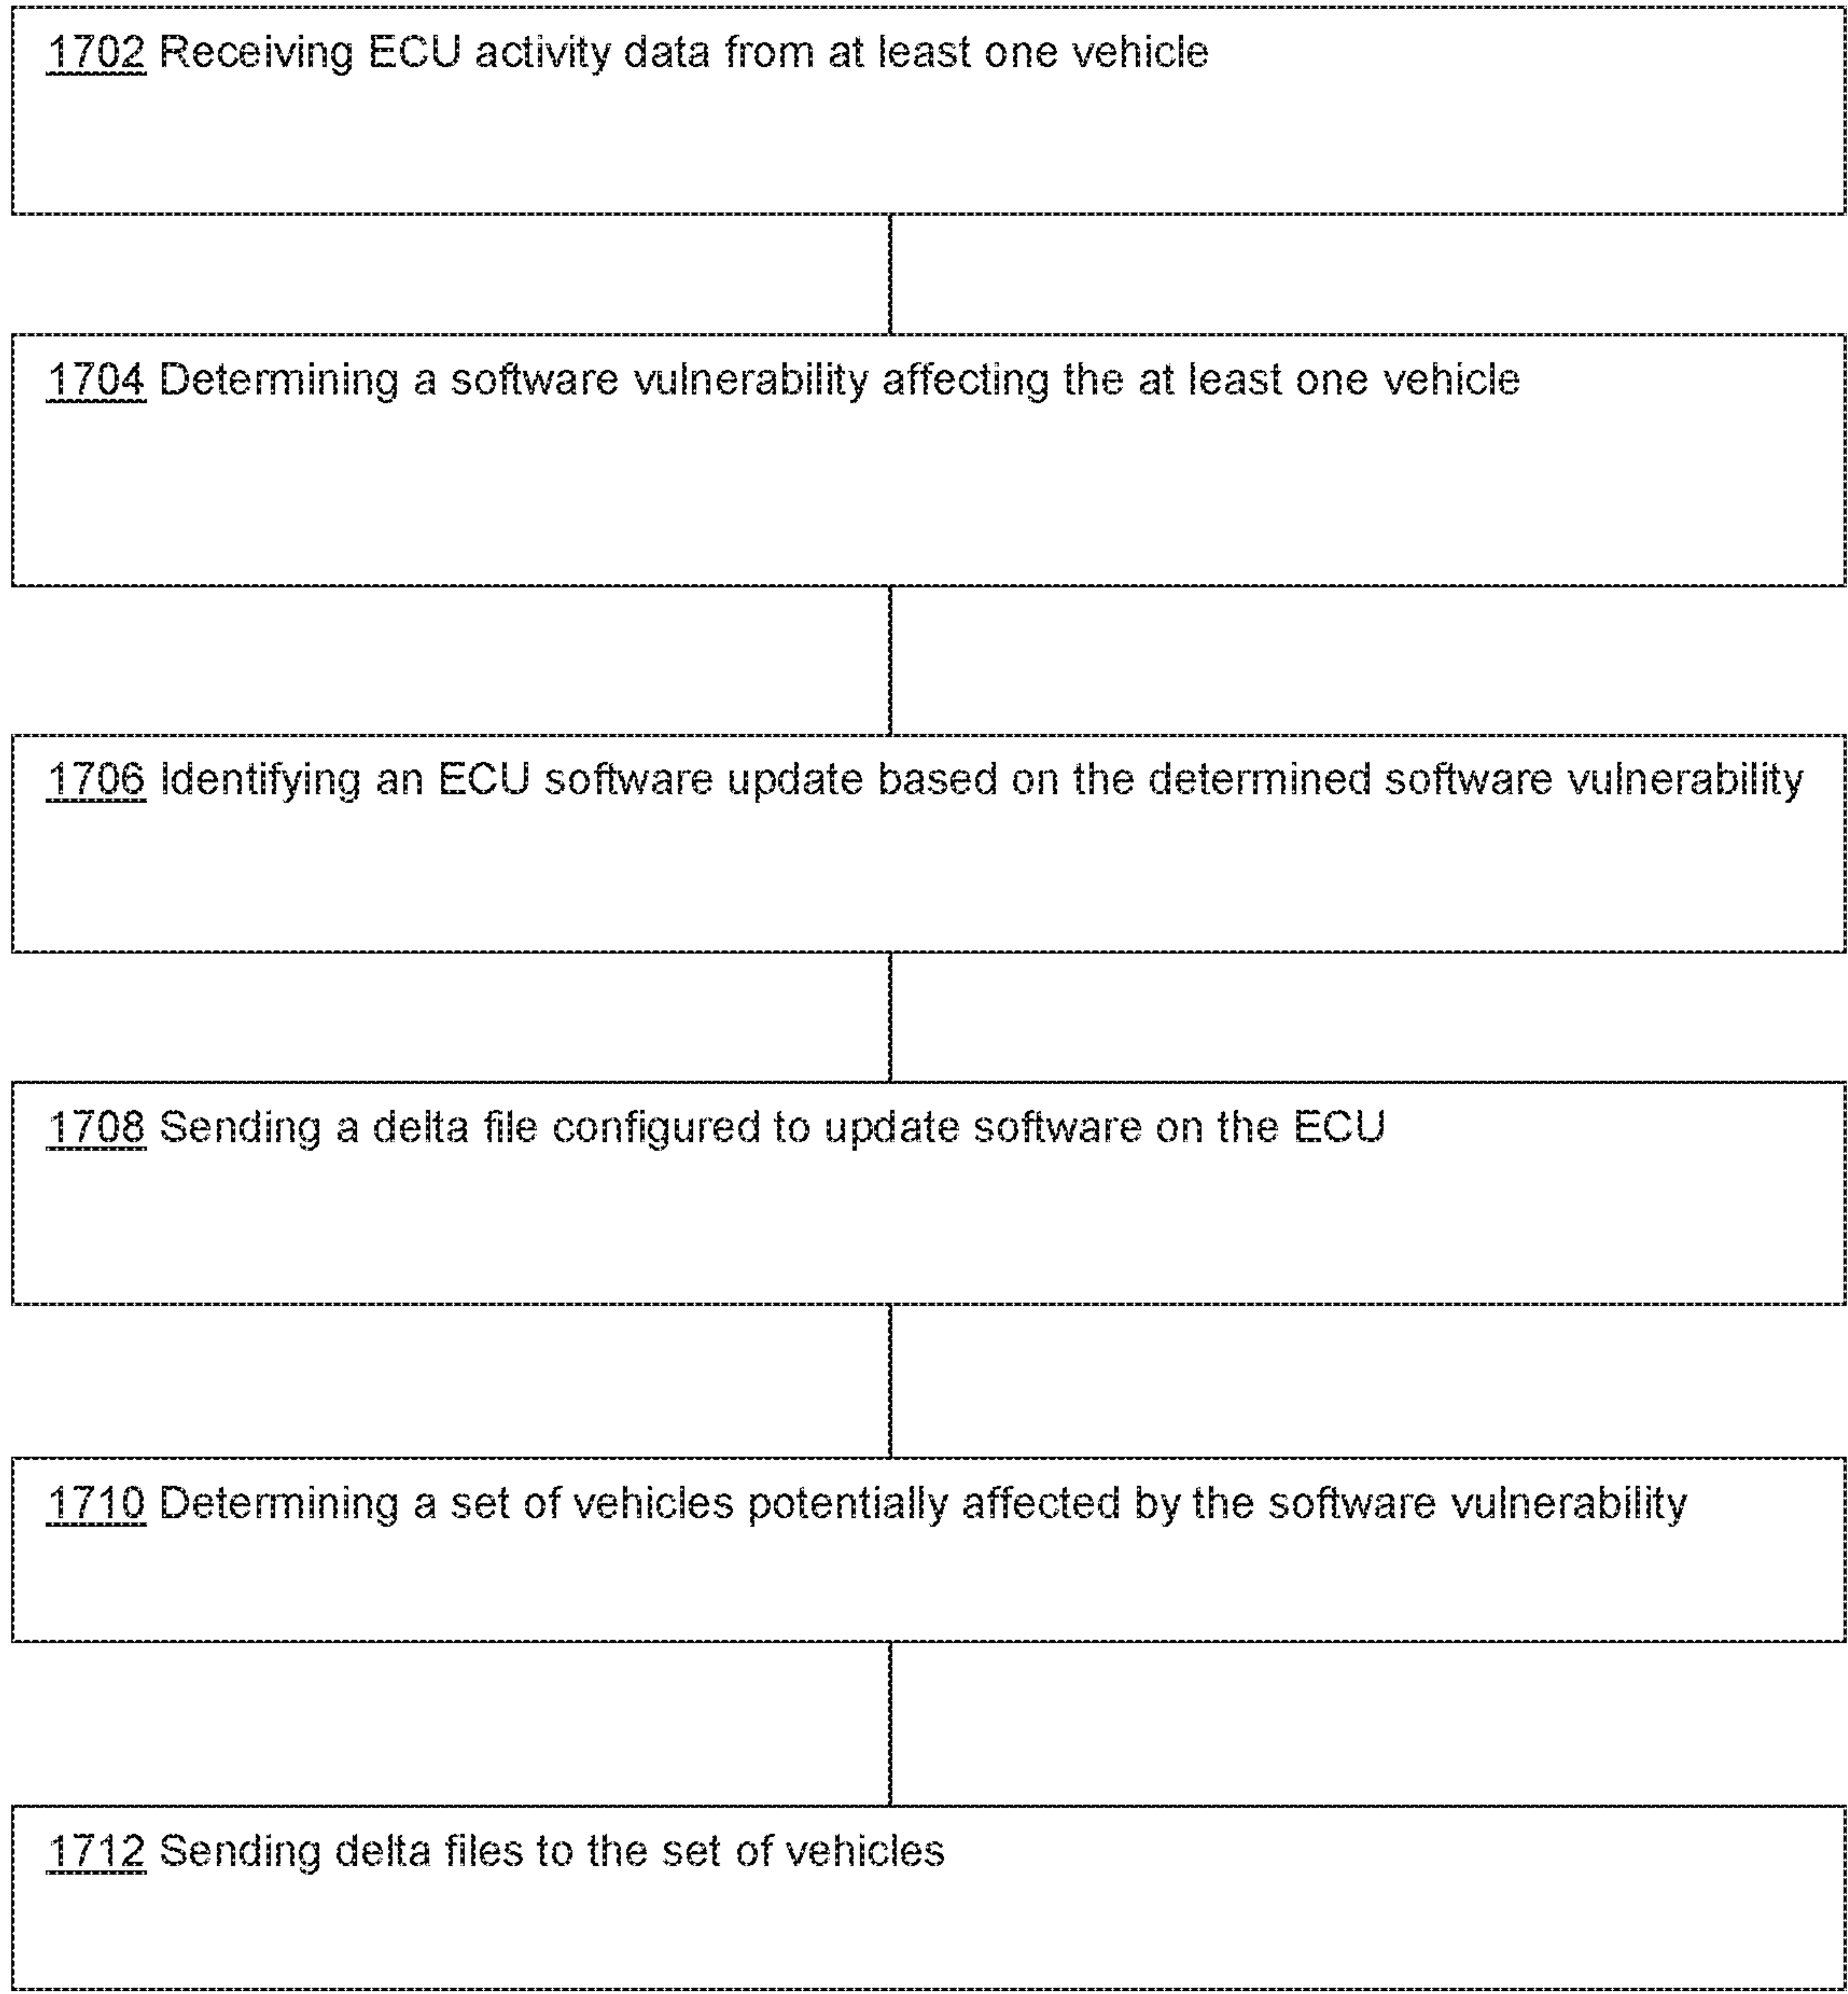 1702 Receiving ECU activity data from at least one vehicle
1704 Determining a software vulnerability affecting the at least one vehicle
1706 Identifying an ECU software update based on the determined software vulnerability
1708 Sending a delta file configured to update software on the ECU
1710 Determining a set of vehicles potentially affected by the software vulnerability
1712 Sending delta files to the set of vehicles